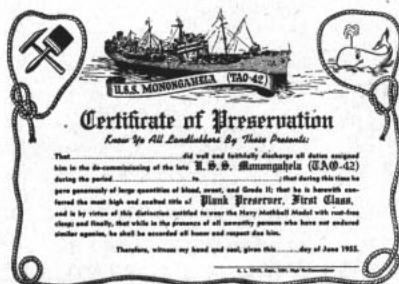 U.S.S. MONONGAHELA (TAO-42)
Certificate of Preservation
Know Ye All Landlubbers By These Presents:
That........................did well and faithfully discharge all duties assigned
him in the de-commissioning of the late U.S.S. Monongahela (TAO-42)
during the period................to................; that during this time he
gave generously of large quantities of blood, sweat, and Grade II; that he is herewith con-
ferred the most high and exalted title of Plank Preserver, First Class,
and is by virtue of this distinction entitled to wear the Navy Mothball Medal with rust-free
clasp; and finally, that while in the presence of all unworthy persons who have not endured
similar agonies, he shall be accorded all honor and respect due him.
Therefore, witness my hand and seal, given this........day of June 1955.